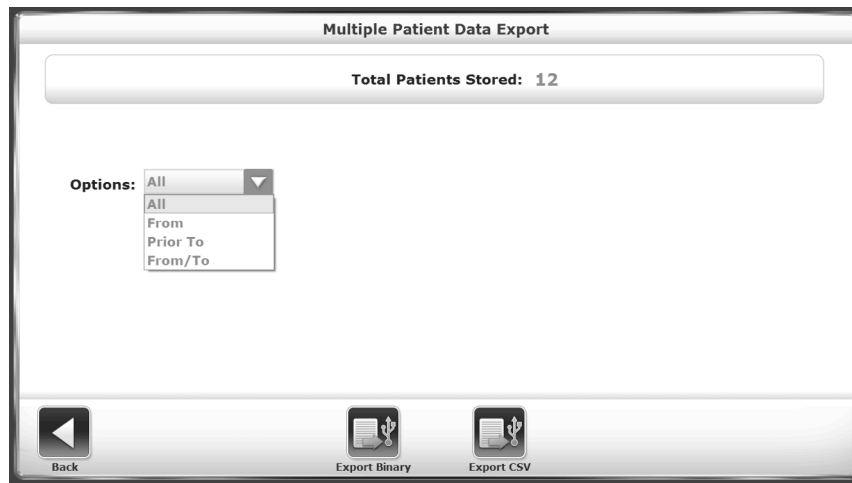 Multiple Patient Data Export
Total Patients Stored: 12
Options: All
All
From
Prior To
From/To
Back
Export Binary
Export CSV